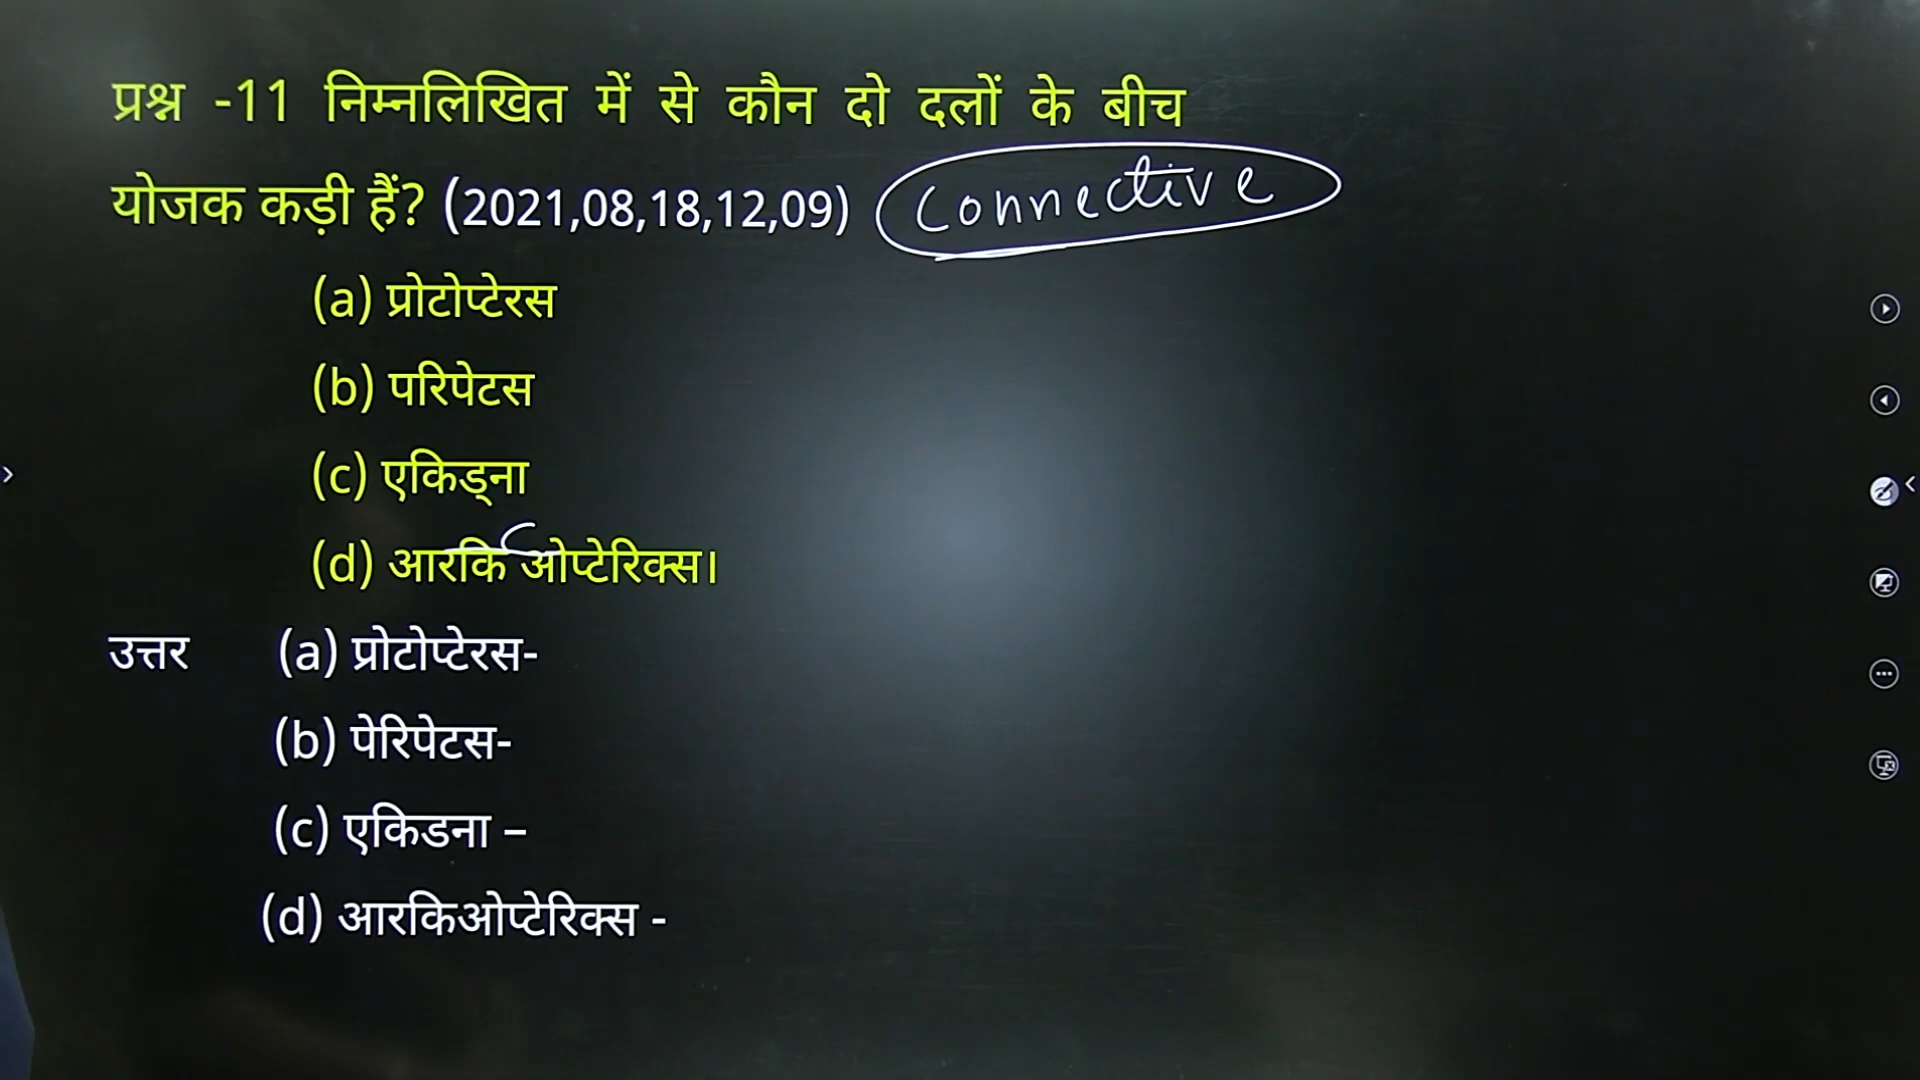 प्रश्न -11 निम्नलिखित में से कौन दो दलों के बीच
योजक कड़ी हैं? (2021,08,18,12,09) Connective
(a) प्रोटोप्टेरस
(b) परिपेटस
(c) एकिड्ना
(d) आरकि ओप्टेरिक्स।
उत्तर (a) प्रोटोप्टेरस-
(b) पेरिपेटस-
(c) एकिडना –
(d) आरकिओप्टेरिक्स -